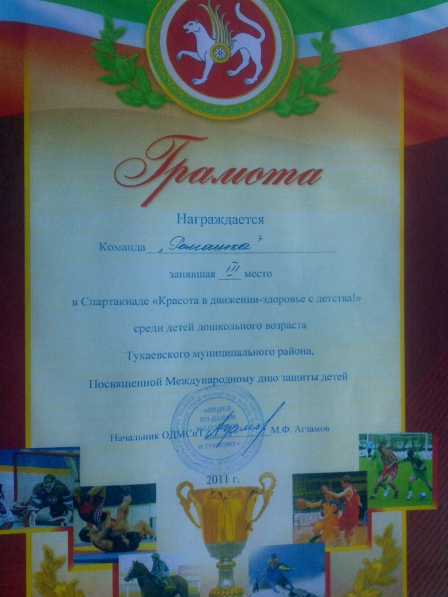 Грамота
Награждается
Команда „Ромашка"
занявшая III место
в Спартакиаде «Красота в движении-здоровье с детства!»
среди детей дошкольного возраста
Тукаевского муниципального района,
Посвященной Международному дню защиты детей
Начальник ОДМСиТ М.Ф. Агзамов
2011 г.